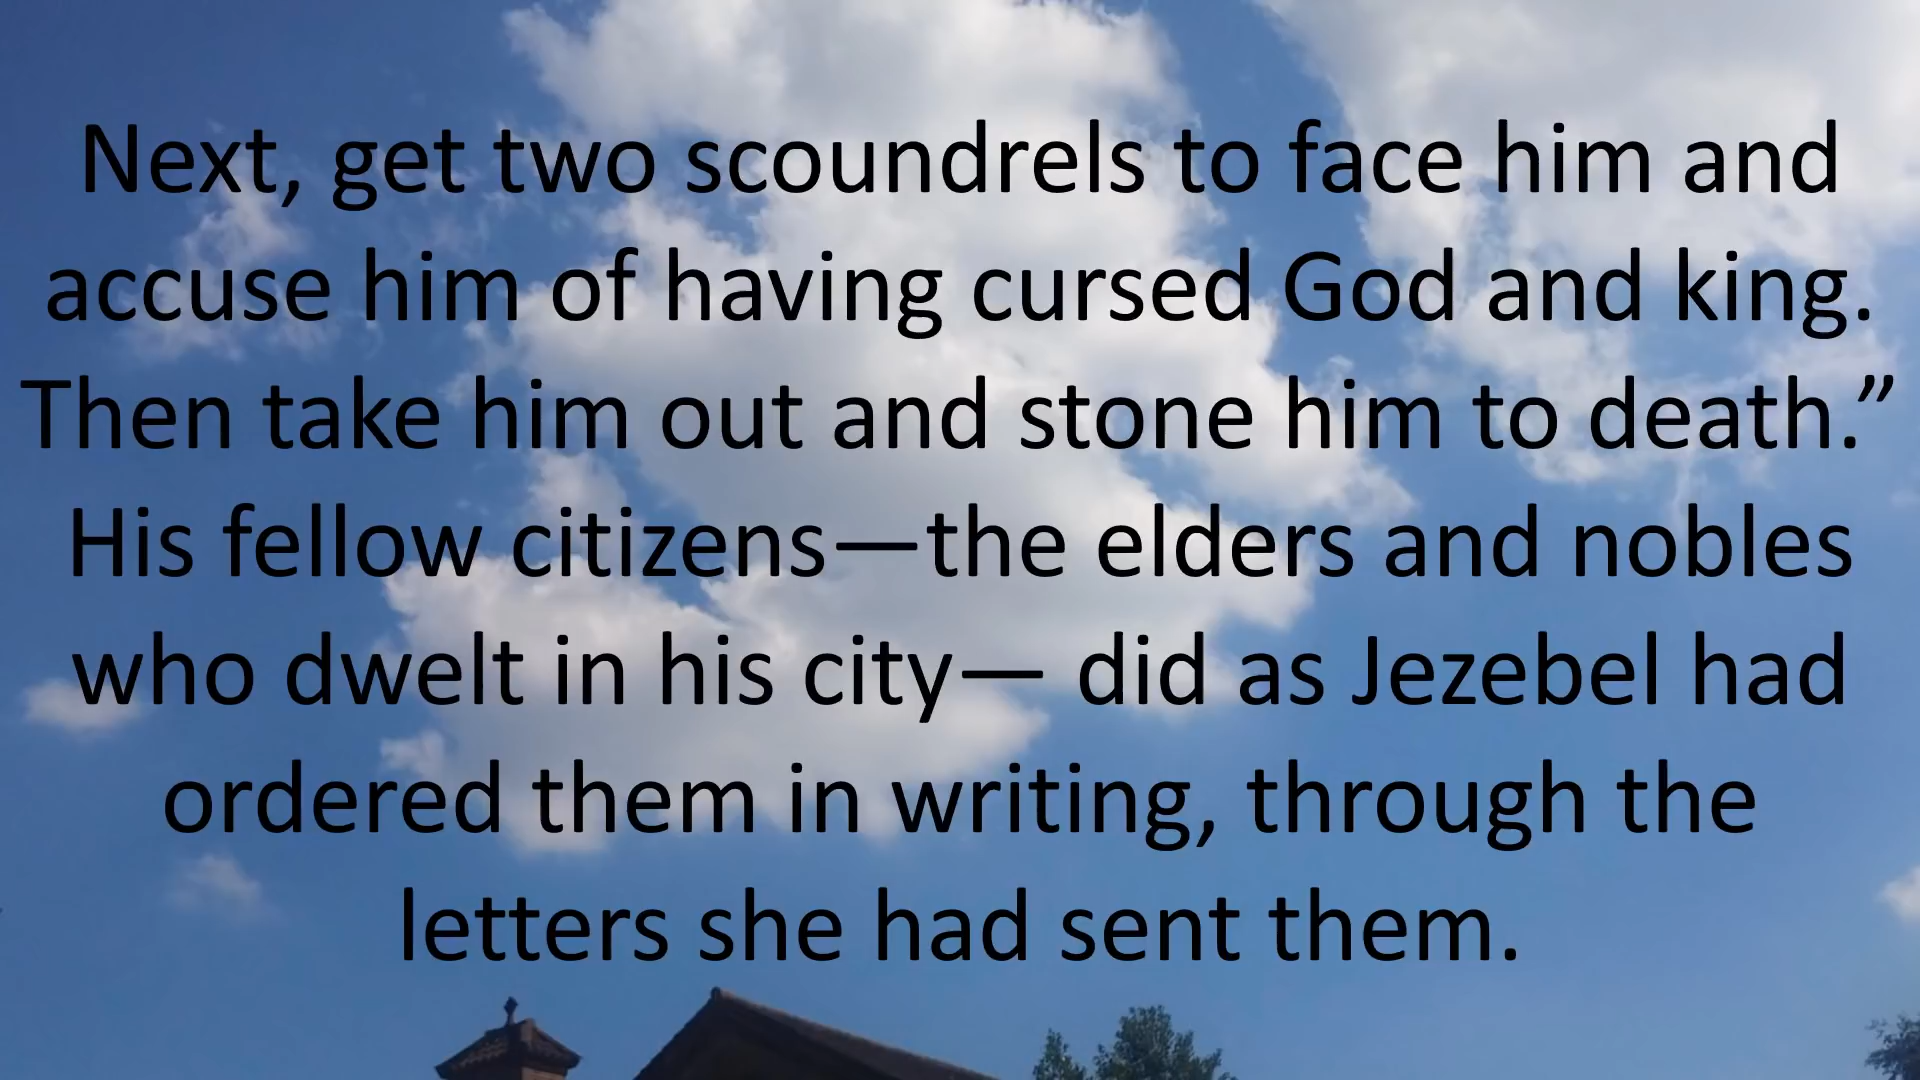 Next, get two scoundrels to face him and
accuse him of having cursed God and king.
Then take him out and stone him to death.”
His fellow citizens—the elders and nobles
who dwelt in his city— did as Jezebel had
ordered them in writing, through the
letters she had sent them.